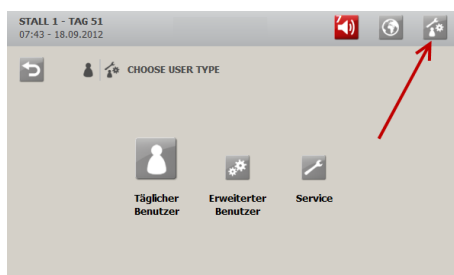 STALL 1 - TAG 51
07:43 - 18.09.2012
CHOOSE USER TYPE
Täglicher
Benutzer
Erweiterter
Benutzer
Service